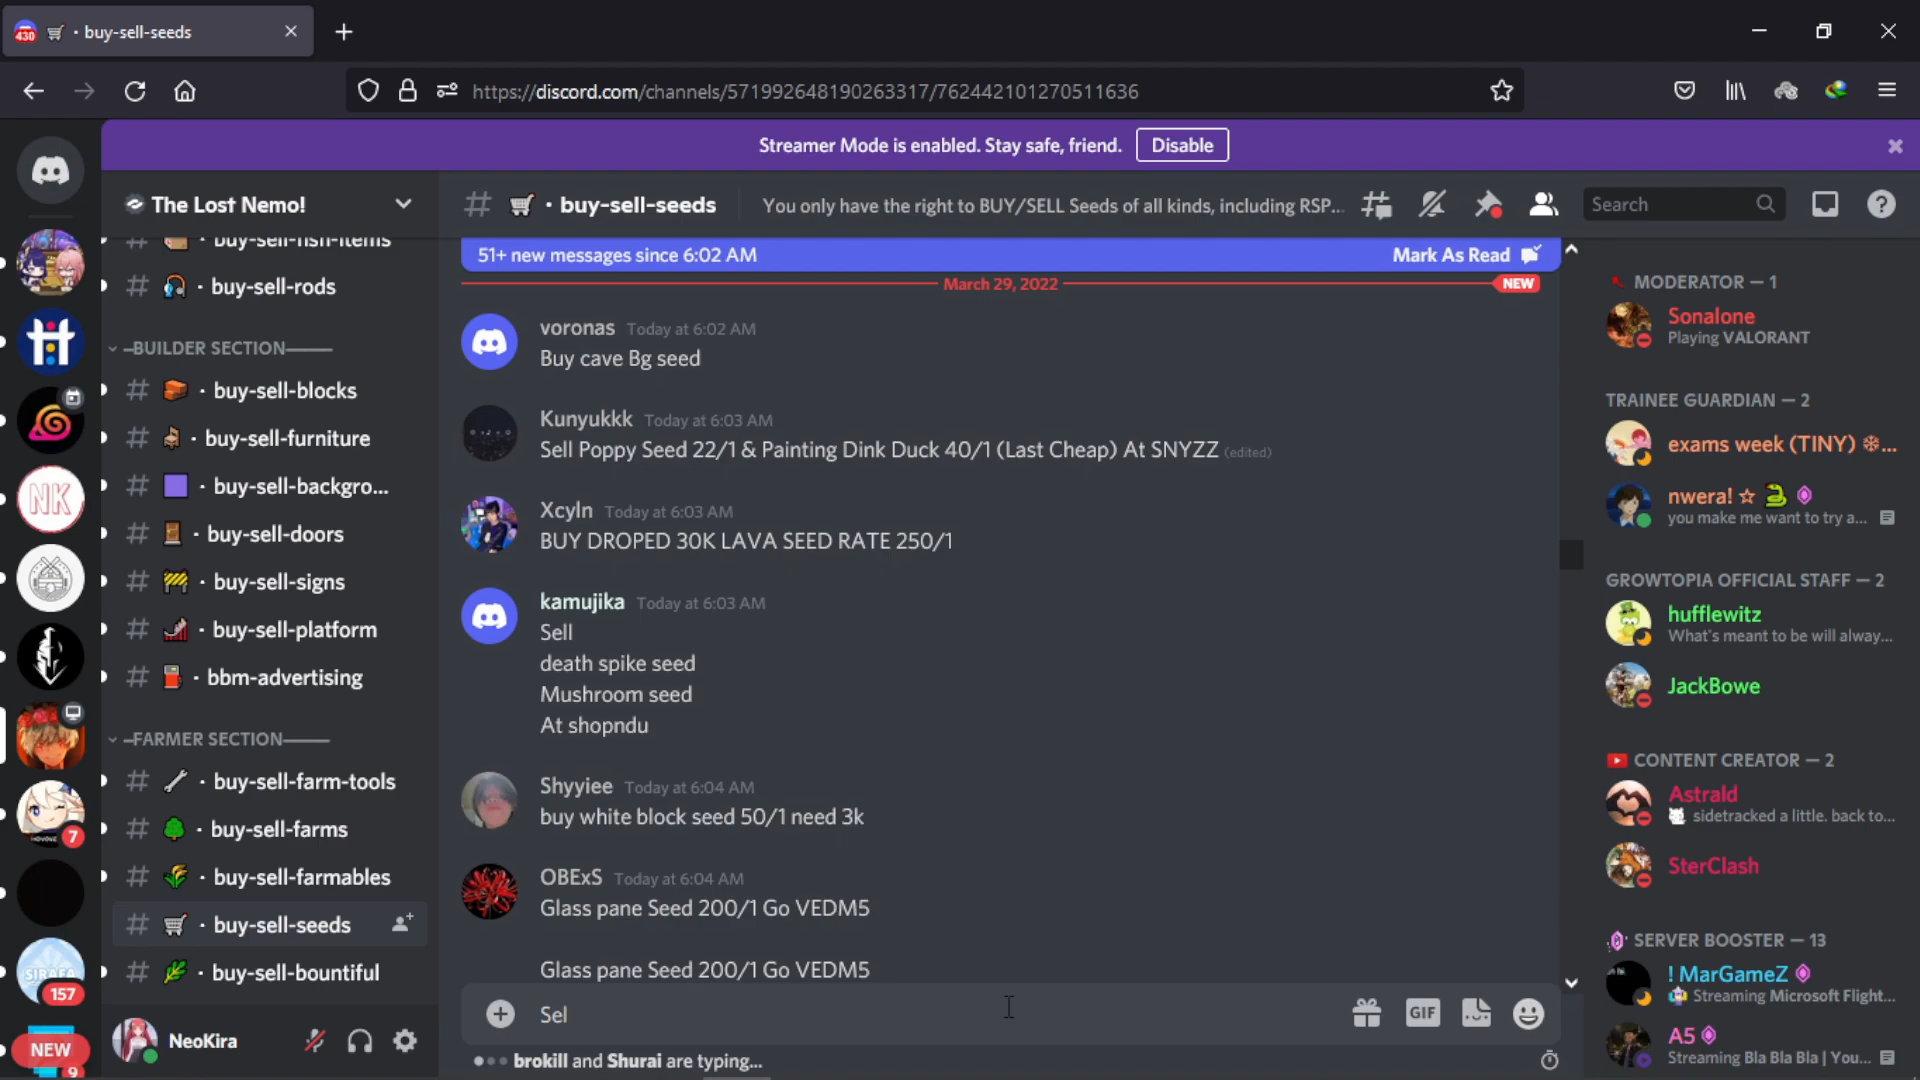 430 · buy-sell-seeds
https://discord.com/channels/571992648190263317/762442101270511636
Streamer Mode is enabled. Stay safe, friend. Disable
The Lost Nemo!
· buy-sell-seeds
You only have the right to BUY/SELL Seeds of all kinds, including RSP...
Search
· buy-sell-fish-items
· buy-sell-rods
BUILDER SECTION
· buy-sell-blocks
· buy-sell-furniture
· buy-sell-backgro...
· buy-sell-doors
· buy-sell-signs
· buy-sell-platform
· bbm-advertising
FARMER SECTION
· buy-sell-farm-tools
· buy-sell-farms
· buy-sell-farmables
· buy-sell-seeds
· buy-sell-bountiful
NK
7
SIRAFA
157
NEW
9
NeoKira
51+ new messages since 6:02 AM Mark As Read
March 29, 2022 NEW
voronas Today at 6:02 AM
Buy cave Bg seed
Kunyukkk Today at 6:03 AM
Sell Poppy Seed 22/1 & Painting Dink Duck 40/1 (Last Cheap) At SNYZZ (edited)
Xcyln Today at 6:03 AM
BUY DROPED 30K LAVA SEED RATE 250/1
kamujika Today at 6:03 AM
Sell
death spike seed
Mushroom seed
At shopndu
Shyyiee Today at 6:04 AM
buy white block seed 50/1 need 3k
OBExS Today at 6:04 AM
Glass pane Seed 200/1 Go VEDM5
Glass pane Seed 200/1 Go VEDM5
Sel
GIF
brokill and Shurai are typing...
MODERATOR — 1
Sonalone
Playing VALORANT
TRAINEE GUARDIAN — 2
exams week (TINY) ❄...
nwera! ☆
you make me want to try a...
GROWTOPIA OFFICIAL STAFF — 2
hufflewitz
What's meant to be will alway...
JackBowe
CONTENT CREATOR — 2
Astrald
sidetracked a little. back to...
SterClash
SERVER BOOSTER — 13
! MarGameZ
Streaming Microsoft Flight...
A5
Streaming Bla Bla Bla | You...